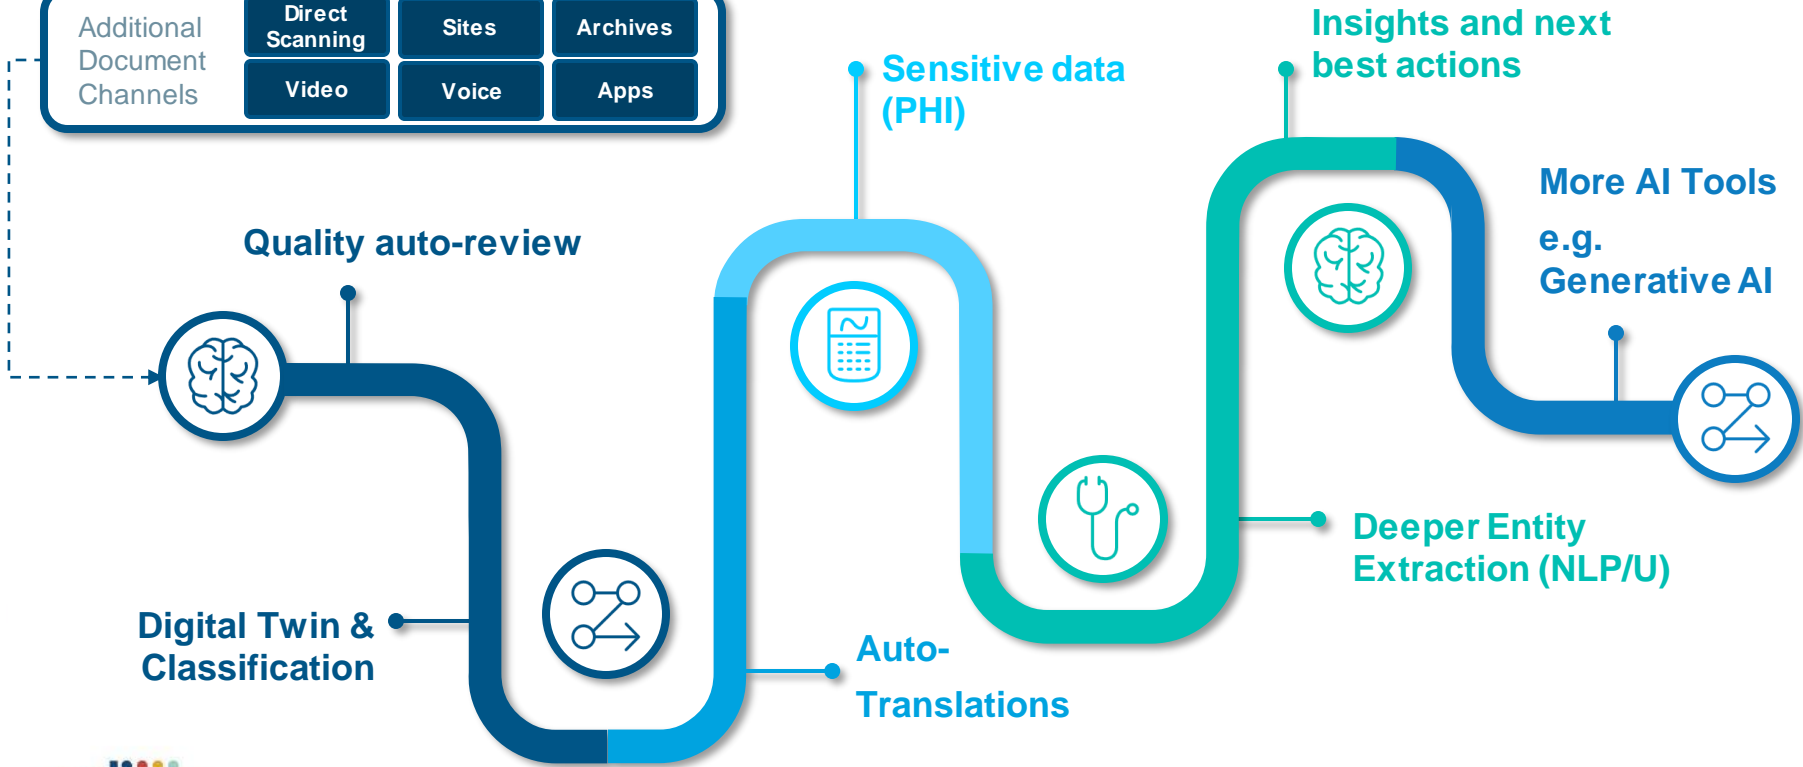 Additional
Document
Channels
Direct
Scanning
Sites
Archives
Video
Voice
Apps
Quality auto-review
Digital Twin &
Classification
Auto-
Translations
Sensitive data
(PHI)
Deeper Entity
Extraction (NLP/U)
Insights and next
best actions
More AI Tools
e.g.
Generative AI